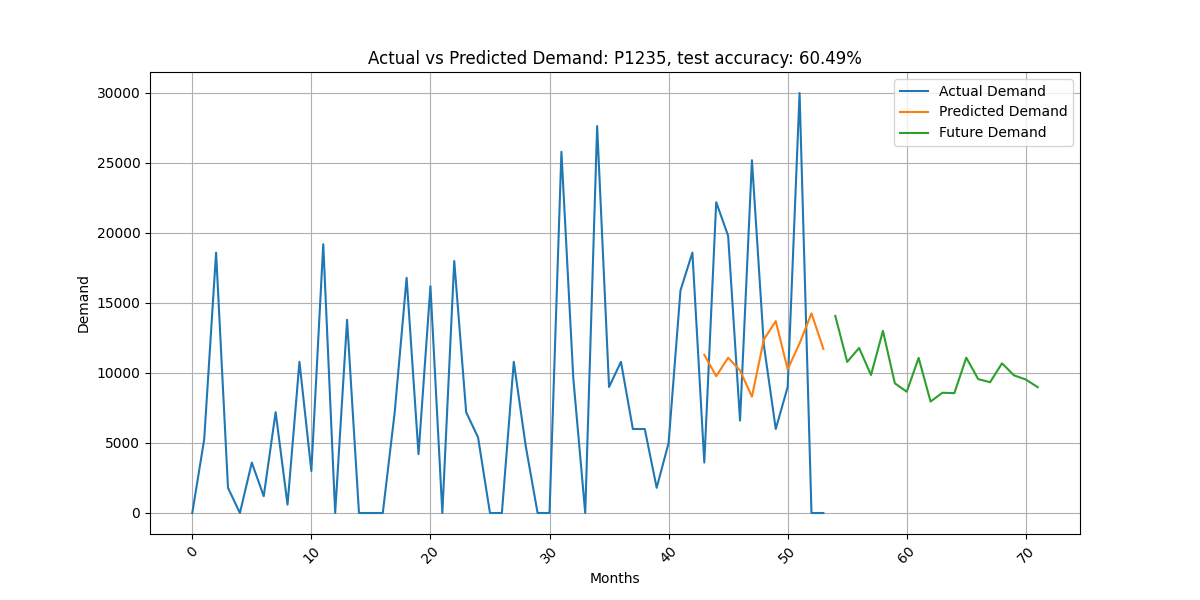 Actual vs Predicted Demand: P1235, test accuracy: 60.49%
Actual Demand
Predicted Demand
Future Demand
30000
25000
20000
15000
10000
5000
0
Demand
0 10 20 30 40 50 60 70
Months